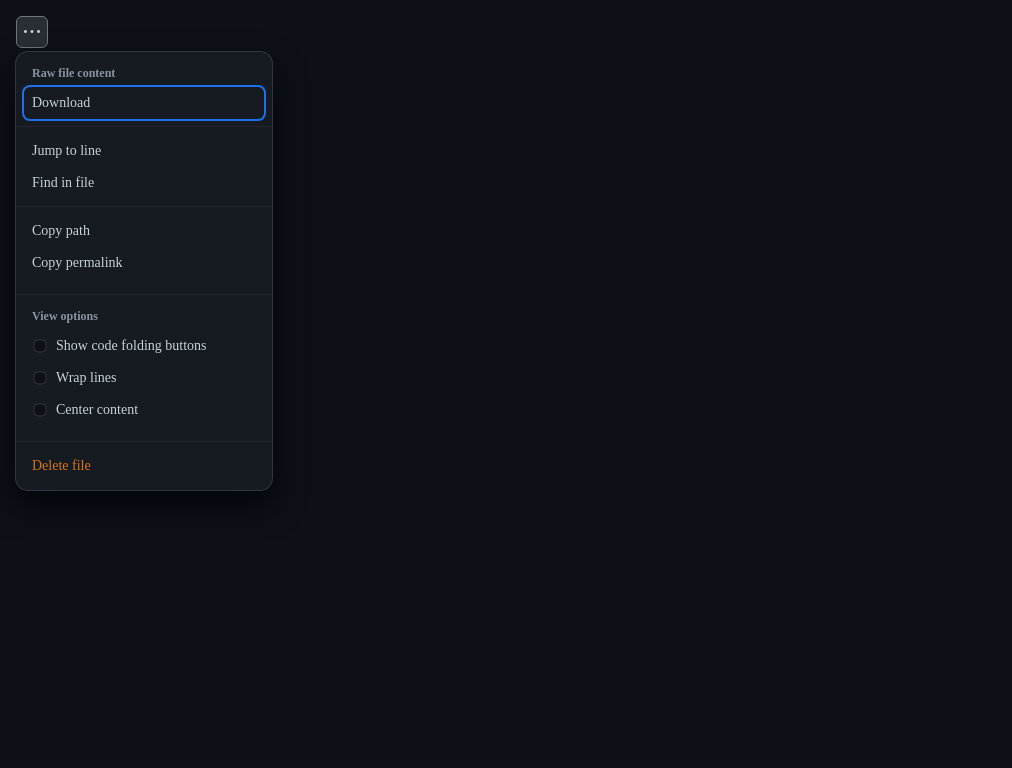 Raw file content
Download
Jump to line
Find in file
Copy path
Copy permalink
View options
Show code folding buttons
Wrap lines
Center content
Delete file